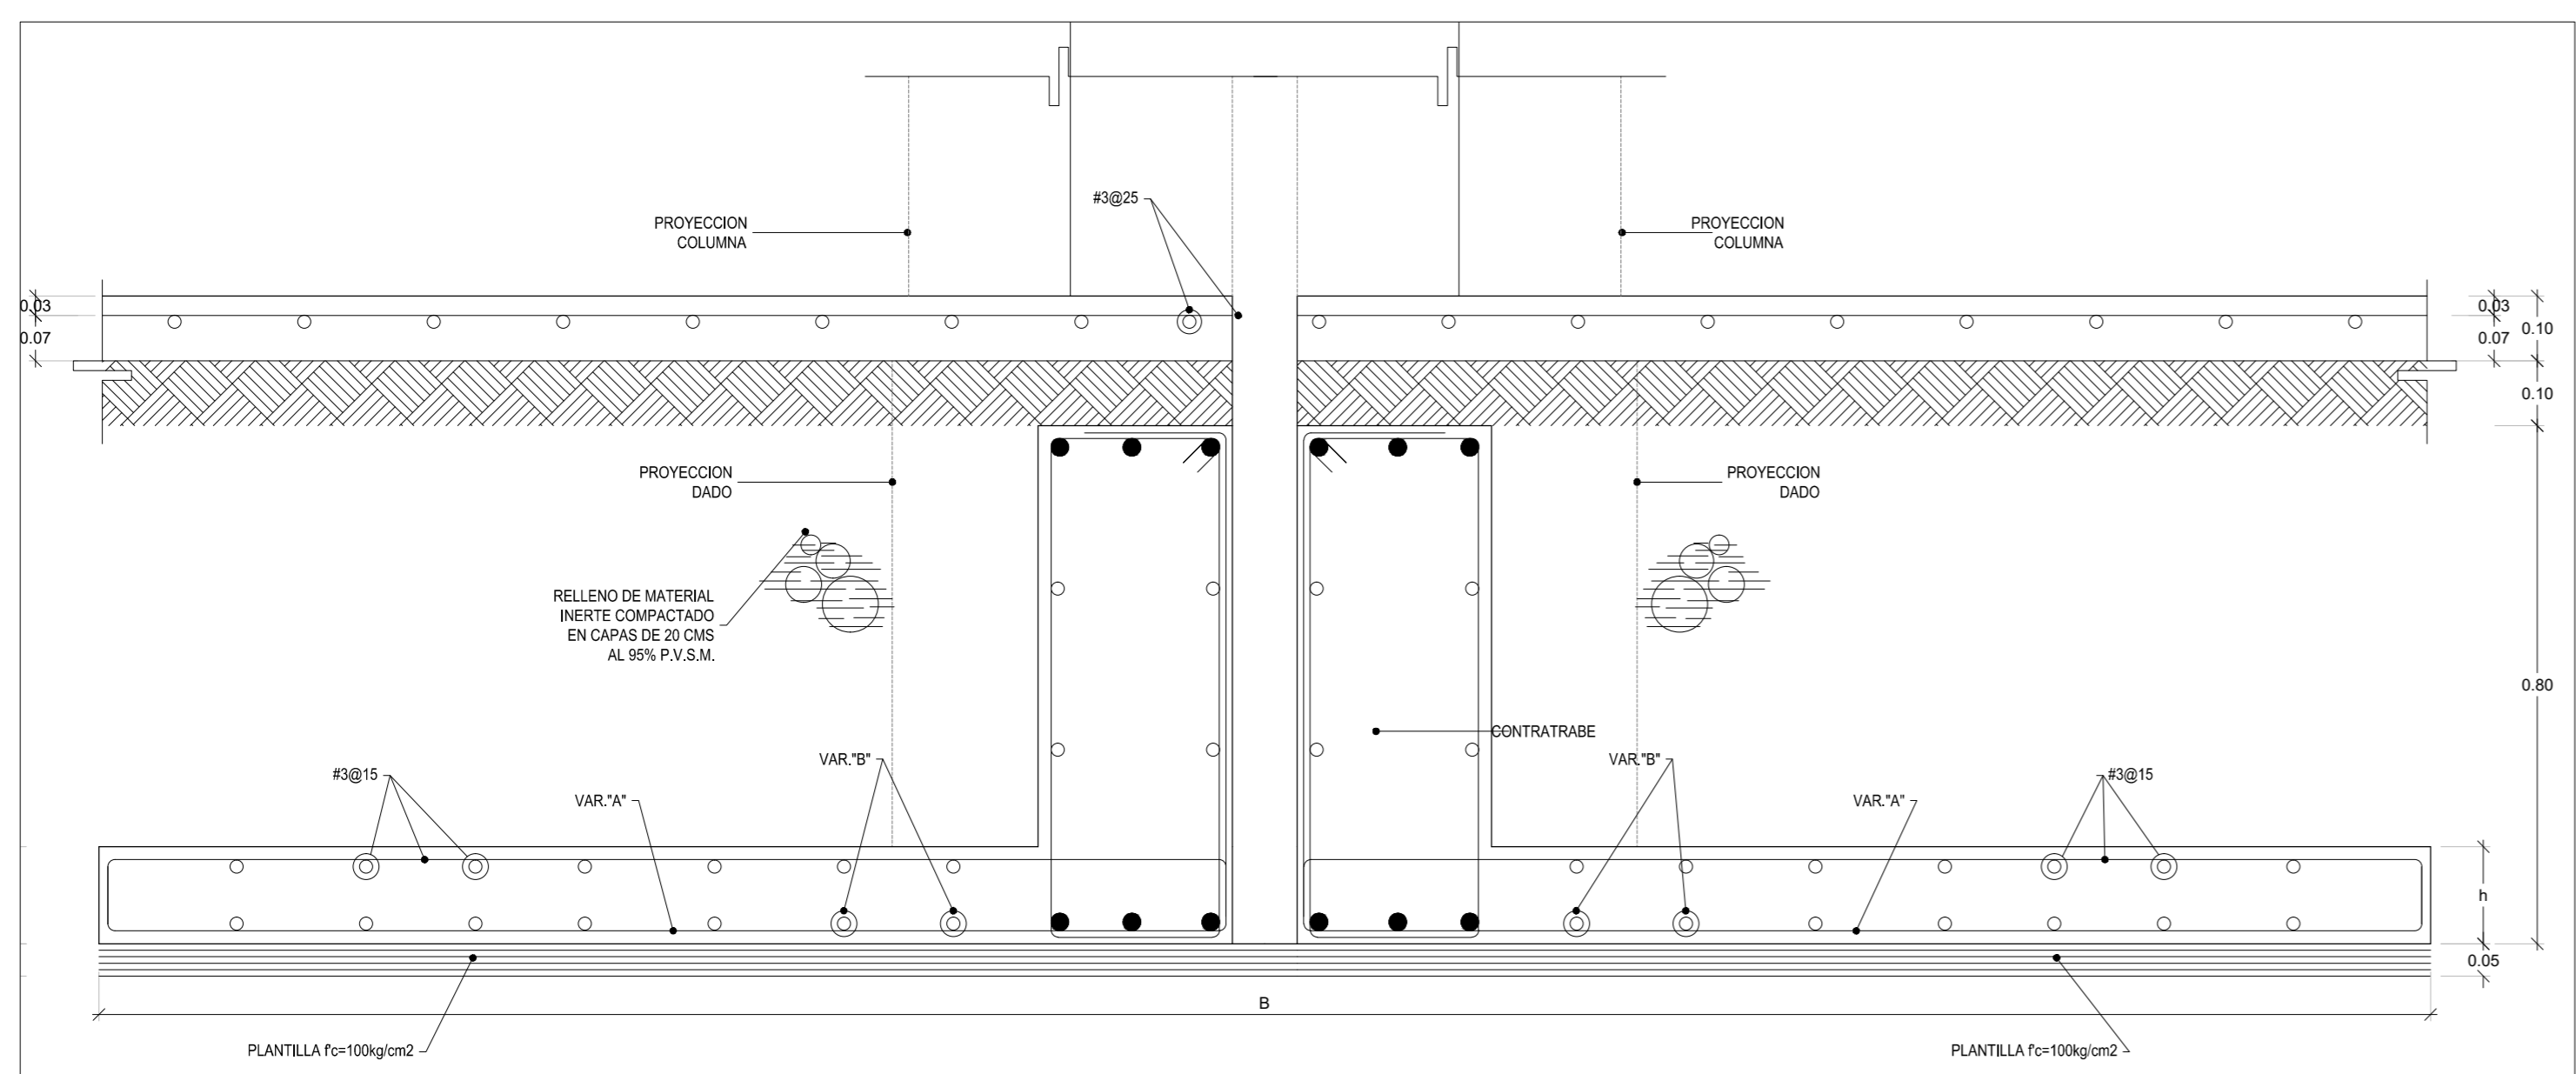 #3@25
PROYECCION
COLUMNA
PROYECCION
COLUMNA
0.03
0.07
0.03
0.10
0.07
0.10
PROYECCION
DADO
PROYECCION
DADO
RELLENO DE MATERIAL
INERTE COMPACTADO
EN CAPAS DE 20 CMS
AL 95% P.V.S.M.
0.80
CONTRATRABE
#3@15
VAR."A"
VAR."B"
VAR."B"
VAR."A"
#3@15
h
0.05
B
PLANTILLA f'c=100kg/cm2
PLANTILLA f'c=100kg/cm2